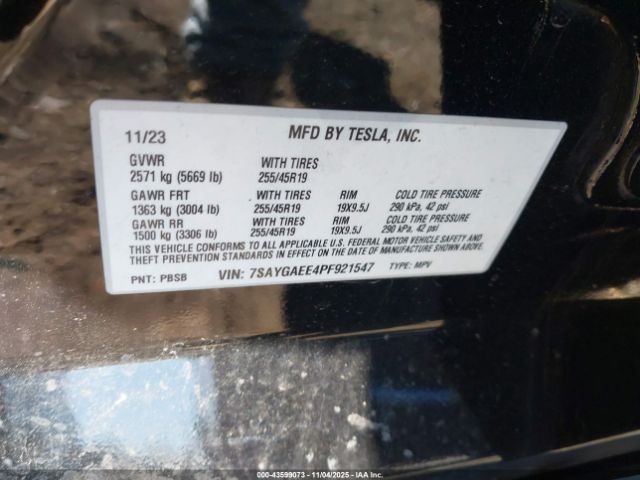 11/23 MFD BY TESLA, INC.
GVWR WITH TIRES
2571 kg (5669 lb) 255/45R19
GAWR FRT WITH TIRES RIM COLD TIRE PRESSURE
1363 kg (3004 lb) 255/45R19 19X9.5J 290 kPa, 42 psi
GAWR RR WITH TIRES RIM COLD TIRE PRESSURE
1500 kg (3306 lb) 255/45R19 19X9.5J 290 kPa, 42 psi
THIS VEHICLE CONFORMS TO ALL APPLICABLE U.S. FEDERAL MOTOR VEHICLE SAFETY AND
THEFT PREVENTION STANDARDS IN EFFECT ON THE DATE OF MANUFACTURE SHOWN ABOVE.
PNT: PBSB VIN: 7SAYGAEE4PF921547 TYPE: MPV
000-43599073 - 11/04/2025 - IAA